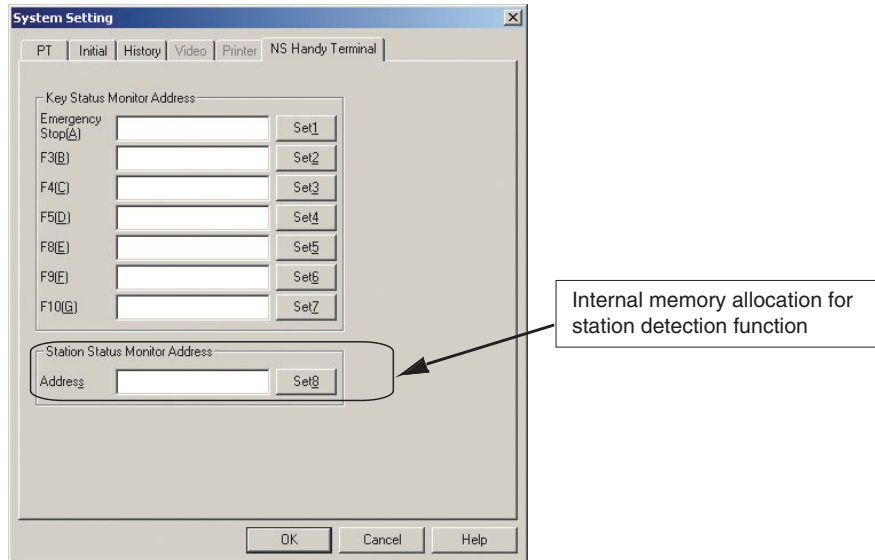 System Setting
PT Initial History Video Printer NS Handy Terminal
Key Status Monitor Address
Emergency
Stop(A) Set1
F3(B) Set2
F4(C) Set3
F5(D) Set4
F8(E) Set5
F9(F) Set6
F10(G) Set7
Station Status Monitor Address
Address Set8
Internal memory allocation for
station detection function
OK Cancel Help